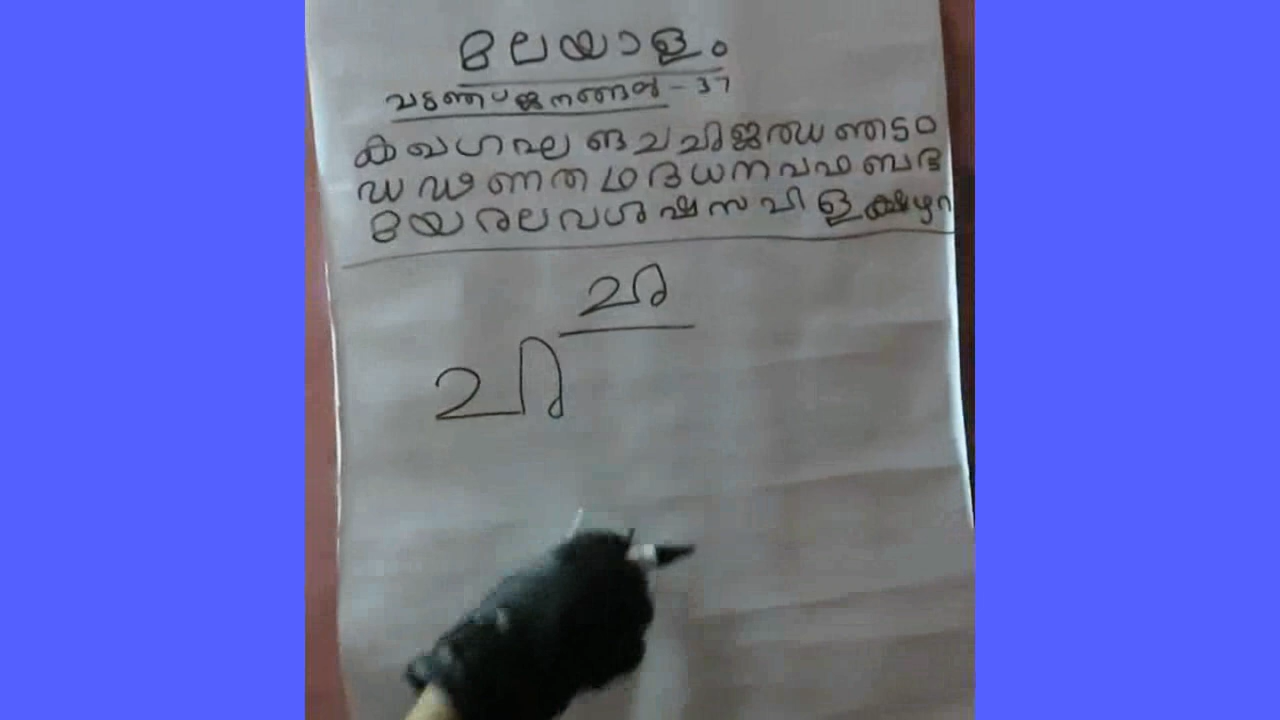 മലയാളം
വ്യഞ്ജനങ്ങൾ - 37
ക ഖ ഗ ഘ ങ ച ഛ ജ ഝ ഞ ട ഠ
ഡ ഢ ണ ത ഥ ദ ധ ന പ ഫ ബ ഭ
മ യ ര ല വ ശ ഷ സ ഹ ള ക്ഷ ഴ റ
ഛ
ഛ